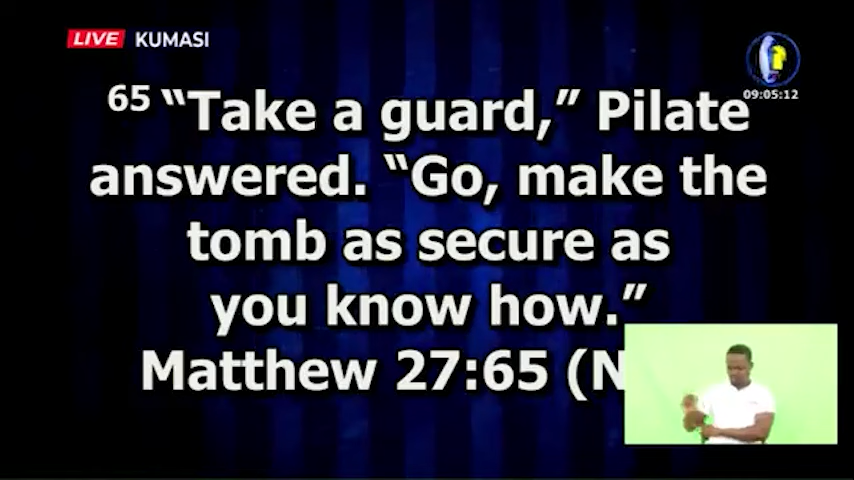 LIVE KUMASI
09:05:12
65 “Take a guard,” Pilate
answered. “Go, make the
tomb as secure as
you know how.”
Matthew 27:65 (N